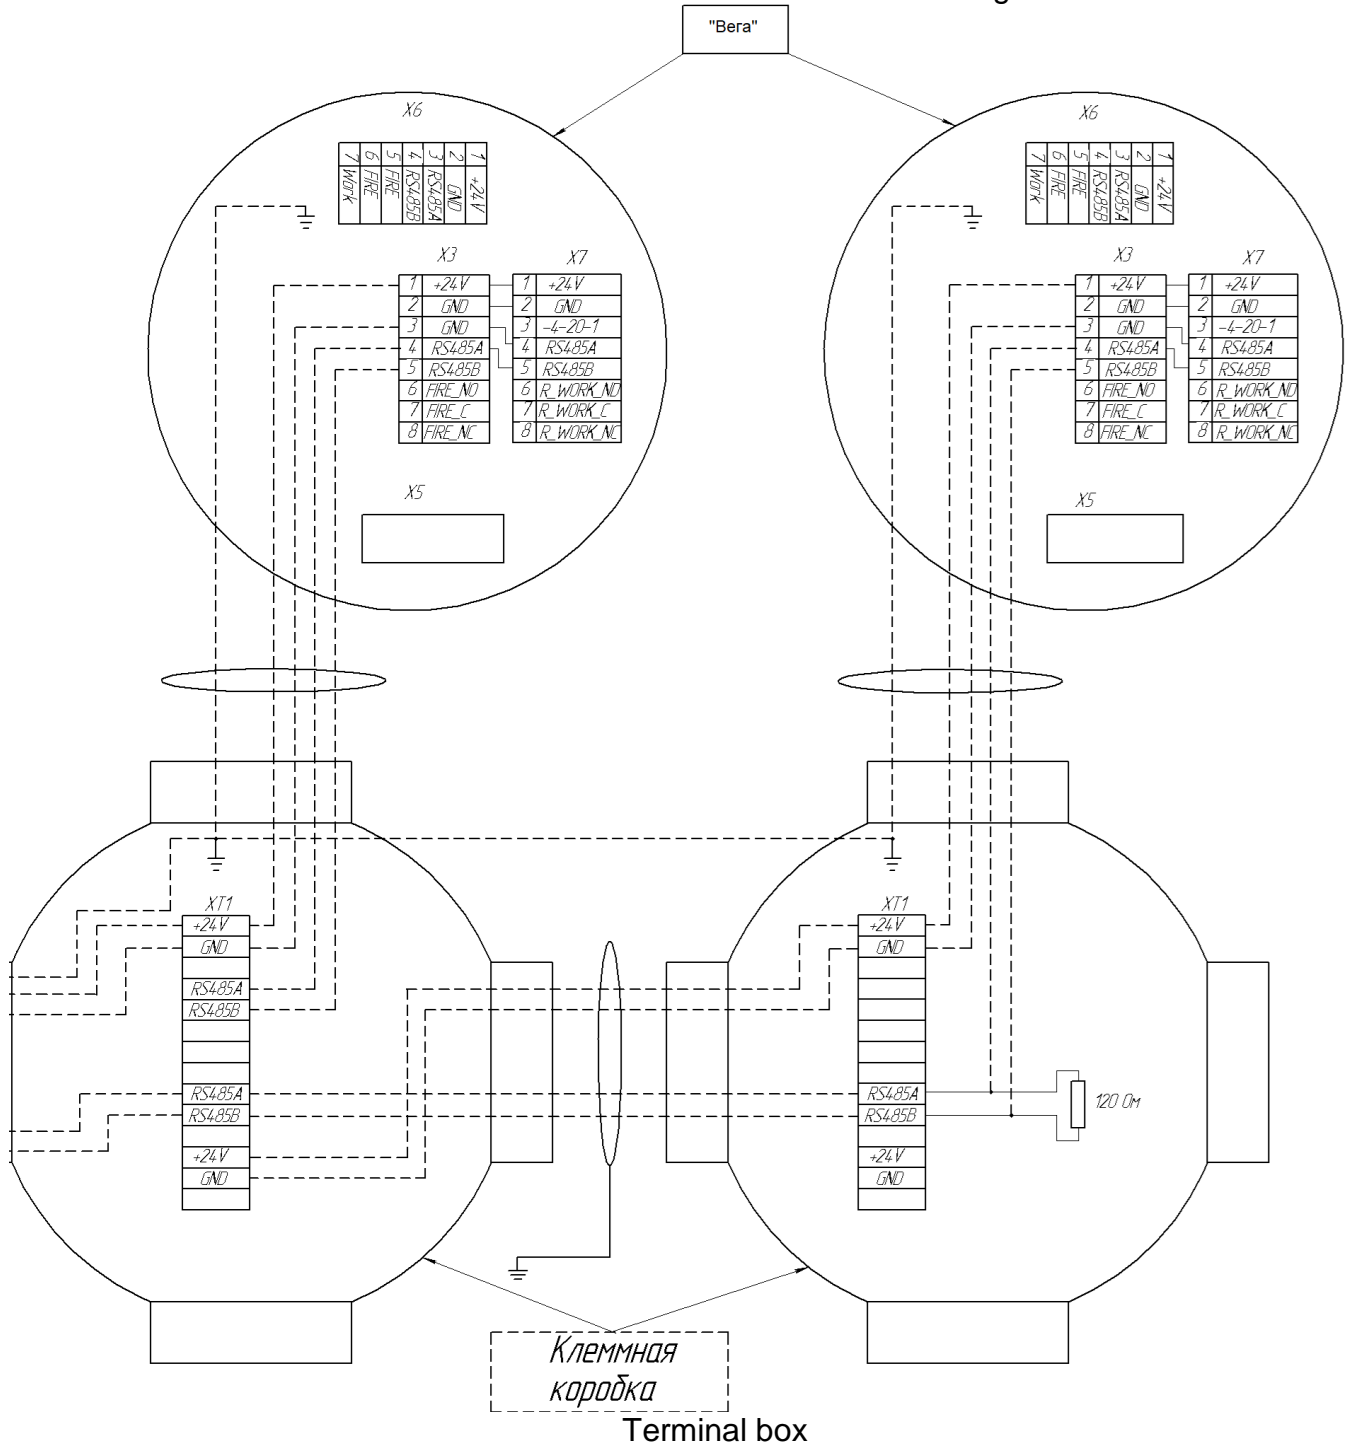 g
"Вега"
X6
1 +24V
2 GND
3 RS485A
4 RS485B
5 FIRE
6 FIRE
7 Work
X3
1 +24V
2 GND
3 GND
4 RS485A
5 RS485B
6 FIRE_NO
7 FIRE_C
8 FIRE_NC
X7
1 +24V
2 GND
3 -4-20-1
4 RS485A
5 RS485B
6 R_WORK_NO
7 R_WORK_C
8 R_WORK_NC
X5
X6
1 +24V
2 GND
3 RS485A
4 RS485B
5 FIRE
6 FIRE
7 Work
X3
1 +24V
2 GND
3 GND
4 RS485A
5 RS485B
6 FIRE_NO
7 FIRE_C
8 FIRE_NC
X7
1 +24V
2 GND
3 -4-20-1
4 RS485A
5 RS485B
6 R_WORK_NO
7 R_WORK_C
8 R_WORK_NC
X5
XT1
+24V
GND
RS485A
RS485B
RS485A
RS485B
+24V
GND
XT1
+24V
GND
RS485A
RS485B
+24V
GND
120 Ом
Клеммная
коробка
Terminal box